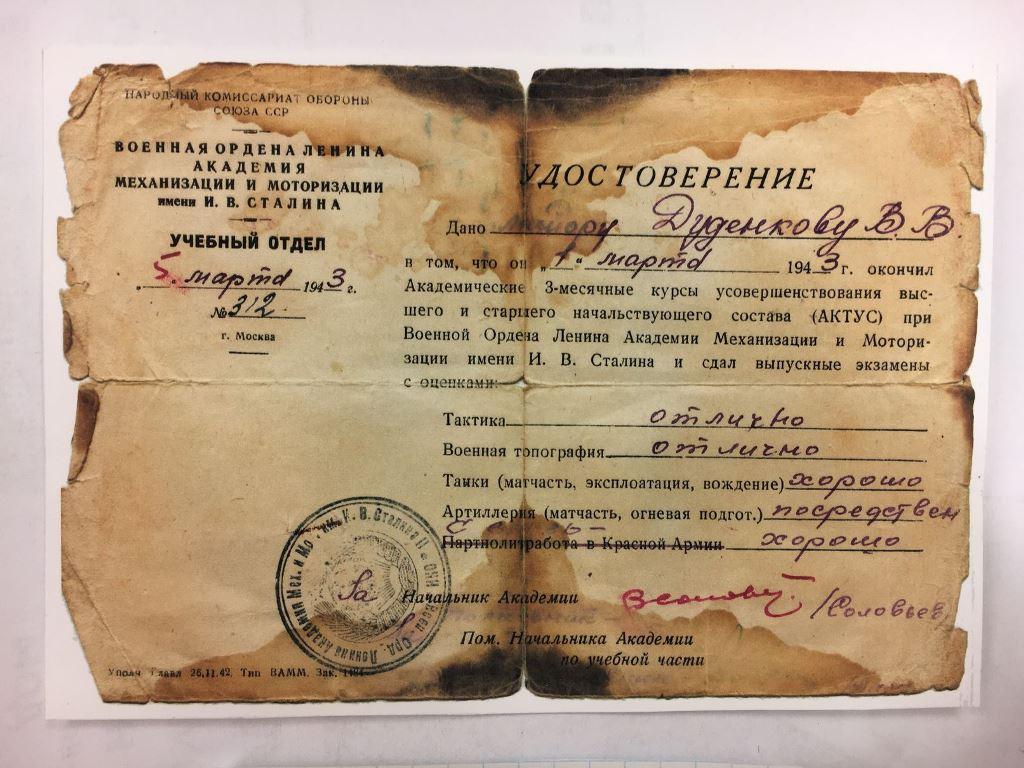 НАРОДНЫЙ КОМИССАРИАТ ОБОРОНЫ
СОЮЗА ССР
ВОЕННАЯ ОРДЕНА ЛЕНИНА
АКАДЕМИЯ
МЕХАНИЗАЦИИ И МОТОРИЗАЦИИ
имени И. В. СТАЛИНА
УЧЕБНЫЙ ОТДЕЛ
„5 марта 1943 г.
№ 312
г. Москва
УДОСТОВЕРЕНИЕ
Дано майору Дуденкову В. В.
в том, что он „1“ марта 1943 г. окончил
Академические 3-месячные курсы усовершенствования выс-
шего и старшего начальствующего состава (АКТУС) при
Военной Ордена Ленина Академии Механизации и Мотори-
зации имени И. В. Сталина и сдал выпускные экзамены
с оценками:
Тактика отлично
Военная топография отлично
Танки (матчасть, эксплоатация, вождение) хорошо
Артиллерия (матчасть, огневая подгот.) посредствен
Партполитработа в Красной Армии хорошо
За Начальник Академии /Соловьев
Пом. Начальника Академии
по учебной части
Уполн Главл 26.11.42. Тип ВАММ. Зак.